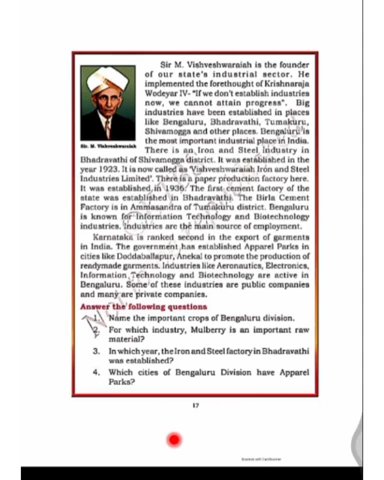 Sir M. Vishveshwaraiah is the founder
of our state's industrial sector. He
implemented the forethought of Krishnaraja
Wodeyar IV- "If we don't establish industries
now, we cannot attain progress". Big
industries have been established in places
like Bengaluru, Bhadravathi, Tumakuru,
Shivamogga and other places. Bengaluru is
the most important industrial place in India.
There is an Iron and Steel industry in
Sir. M. Vishweshwaraiah
Bhadravathi of Shivamogga district. It was established in the
year 1923. It is now called as 'Vishveshwaraiah Iron and Steel
Industries Limited'. There is a paper production factory here.
It was established in 1936. The first cement factory of the
state was established in Bhadravathi. The Birla Cement
Factory is in Ammasandra of Tumakuru district. Bengaluru
is known for Information Technology and Biotechnology
industries. Industries are the main source of employment.
Karnataka is ranked second in the export of garments
in India. The government has established Apparel Parks in
cities like Doddaballapur, Anekal to promote the production of
readymade garments. Industries like Aeronautics, Electronics,
Information Technology and Biotechnology are active in
Bengaluru. Some of these industries are public companies
and many are private companies.
Answer the following questions
1. Name the important crops of Bengaluru division.
2. For which industry, Mulberry is an important raw
material?
3. In which year, the Iron and Steel factory in Bhadravathi
was established?
4. Which cities of Bengaluru Division have Apparel
Parks?
17
Scanned with CamScanner